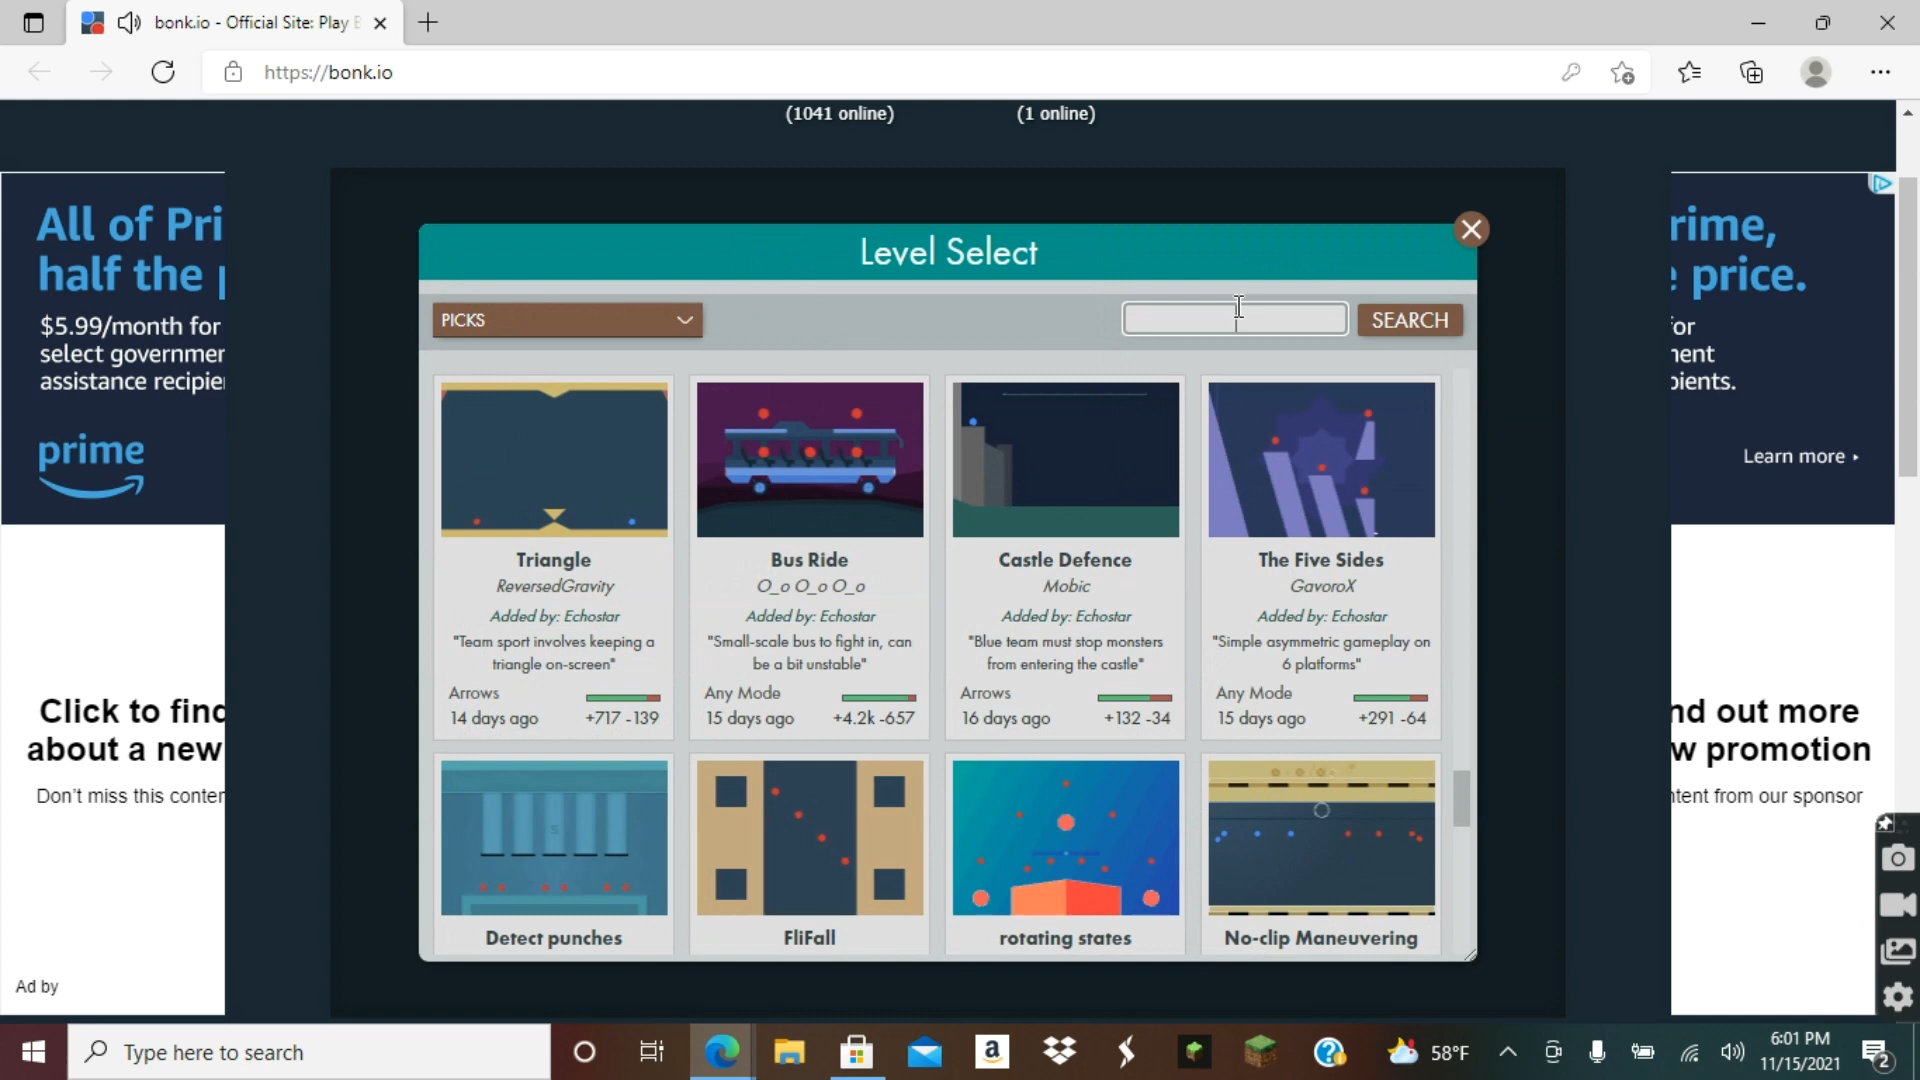 bonk.io - Official Site: Play B
https://bonk.io
(1041 online)
(1 online)
All of Pri
half the p
$5.99/month for
select governmer
assistance recipie
prime
rime,
price.
for
nent
pients.
Learn more
Level Select
PICKS
SEARCH
Triangle
ReversedGravity
Added by: Echostar
"Team sport involves keeping a
triangle on-screen"
Arrows
14 days ago +717 -139
Bus Ride
O_o O_o O_o
Added by: Echostar
"Small-scale bus to fight in, can
be a bit unstable"
Any Mode
15 days ago +4.2k -657
Castle Defence
Mobic
Added by: Echostar
"Blue team must stop monsters
from entering the castle"
Arrows
16 days ago +132 -34
The Five Sides
GavoroX
Added by: Echostar
"Simple asymmetric gameplay on
6 platforms"
Any Mode
15 days ago +291 -64
5
Detect punches
FliFall
rotating states
No-clip Maneuvering
Click to find
about a new
Don't miss this conter
Ad by
nd out more
w promotion
ntent from our sponsor
Type here to search
a
58°F
6:01 PM
11/15/2021
2